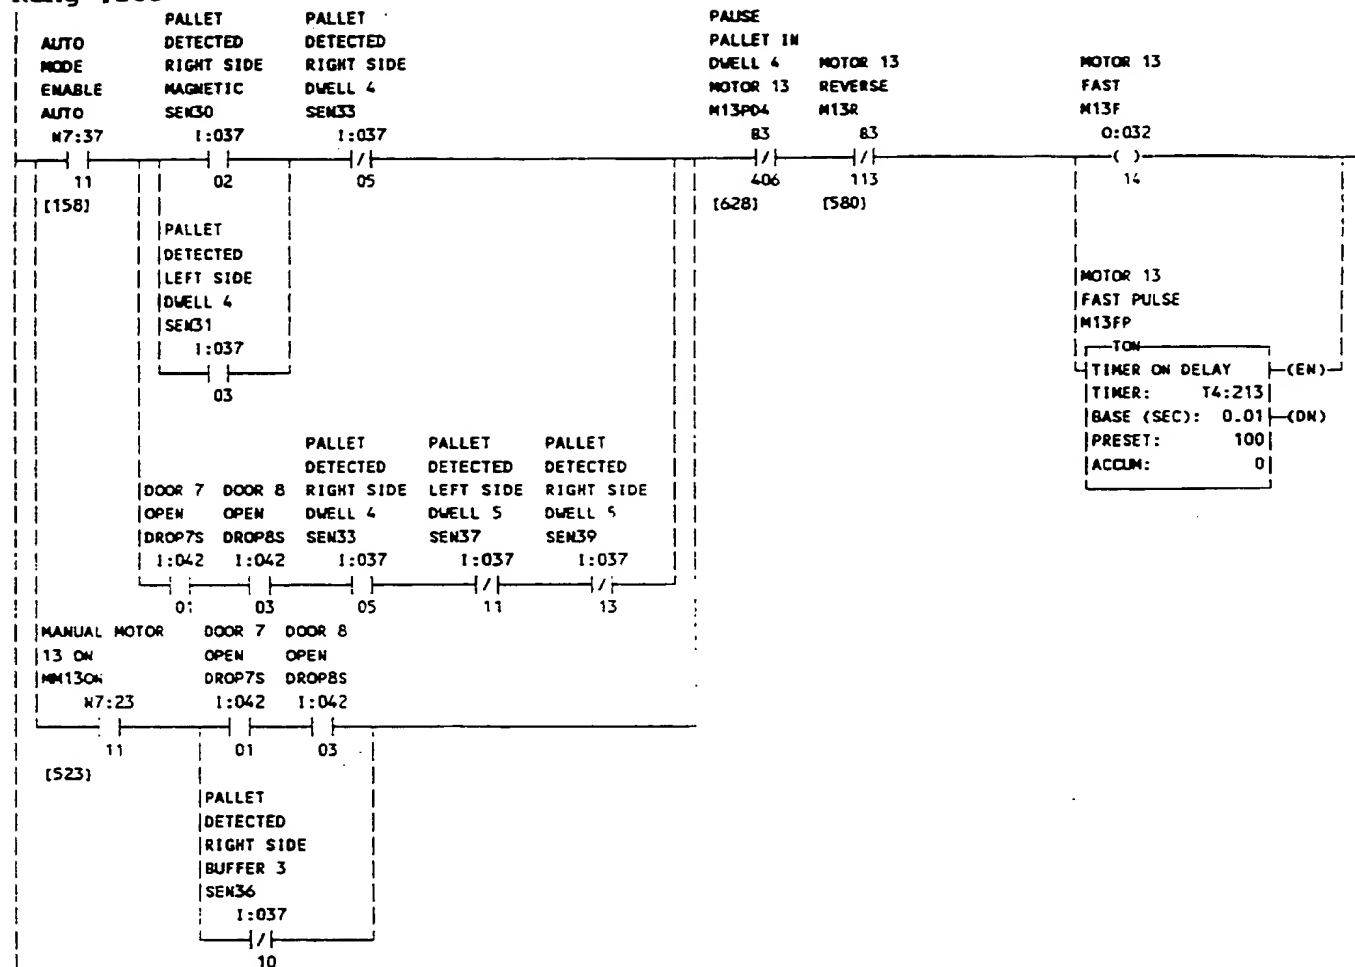 PALLET PALLET PAUSE
AUTO DETECTED DETECTED PALLET IN
MODE RIGHT SIDE RIGHT SIDE DWELL 4 MOTOR 13 MOTOR 13
ENABLE MAGNETIC DWELL 4 MOTOR 13 REVERSE FAST
AUTO SEN30 SEN33 M13PD4 M13R M13F
N7:37 I:037 I:037 B3 B3 O:032
11 02 05 406 113 14
[158] [628] [580]
PALLET
DETECTED
LEFT SIDE
DWELL 4
SEN31
I:037
03
MOTOR 13
FAST PULSE
M13FP
TON
TIMER ON DELAY (EN)
TIMER: T4:213
BASE (SEC): 0.01 (DN)
PRESET: 100
ACCUM: 0
PALLET PALLET PALLET
DETECTED DETECTED DETECTED
DOOR 7 DOOR 8 RIGHT SIDE LEFT SIDE RIGHT SIDE
OPEN OPEN DWELL 4 DWELL 5 DWELL 5
DROP7S DROP8S SEN33 SEN37 SEN39
I:042 I:042 I:037 I:037 I:037
01 03 05 11 13
MANUAL MOTOR DOOR 7 DOOR 8
13 ON OPEN OPEN
MM13ON DROP7S DROP8S
N7:23 I:042 I:042
11 01 03
[523]
PALLET
DETECTED
RIGHT SIDE
BUFFER 3
SEN36
I:037
10